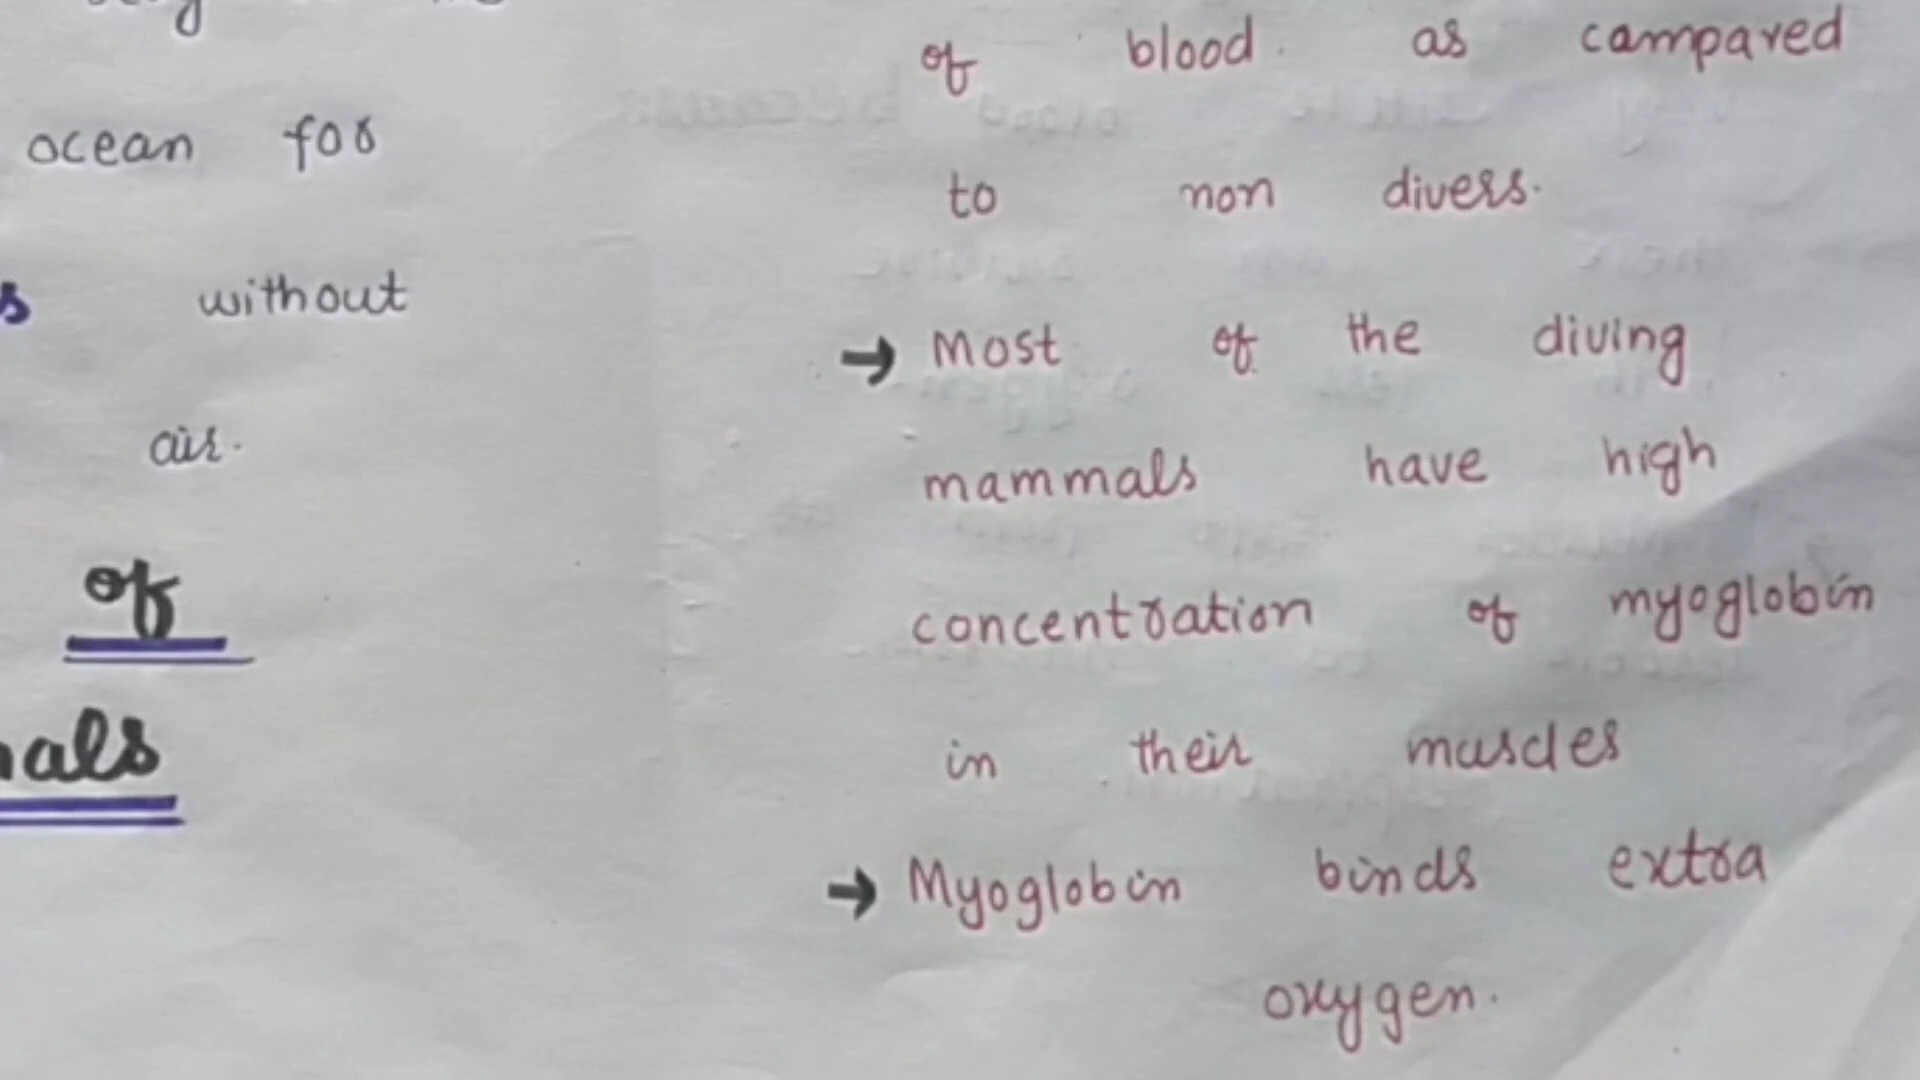 ocean for
without
air.
of
of blood. as campared
to non divers.
→ Most of the diving
mammals have high
concentration of myoglobin
in their muscles
→ Myoglobin binds extra
oxygen.